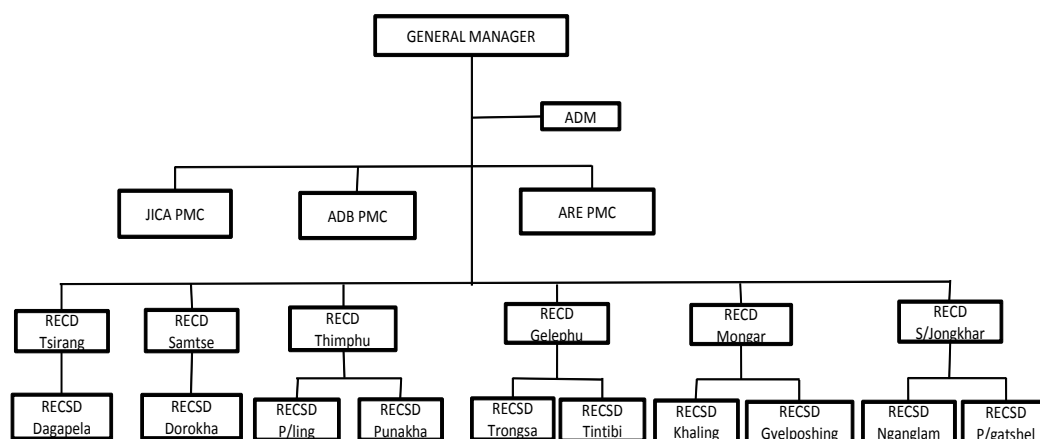 GENERAL MANAGER
ADM
JICA PMC
ADB PMC
ARE PMC
RECD
Tsirang
RECD
Samtse
RECD
Thimphu
RECD
Gelephu
RECD
Mongar
RECD
S/Jongkhar
RECSD
Dagapela
RECSD
Dorokha
RECSD
P/ling
RECSD
Punakha
RECSD
Trongsa
RECSD
Tintibi
RECSD
Khaling
RECSD
Gyelposhing
RECSD
Nganglam
RECSD
P/gatshel